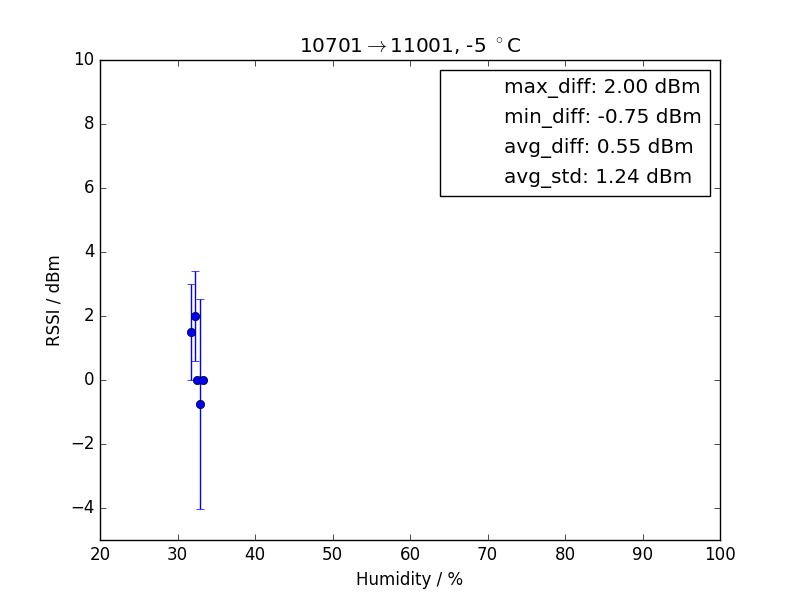 10701→11001, -5 °C
max_diff: 2.00 dBm
min_diff: -0.75 dBm
avg_diff: 0.55 dBm
avg_std: 1.24 dBm
10
8
6
4
2
0
−2
−4
RSSI / dBm
20 30 40 50 60 70 80 90 100
Humidity / %